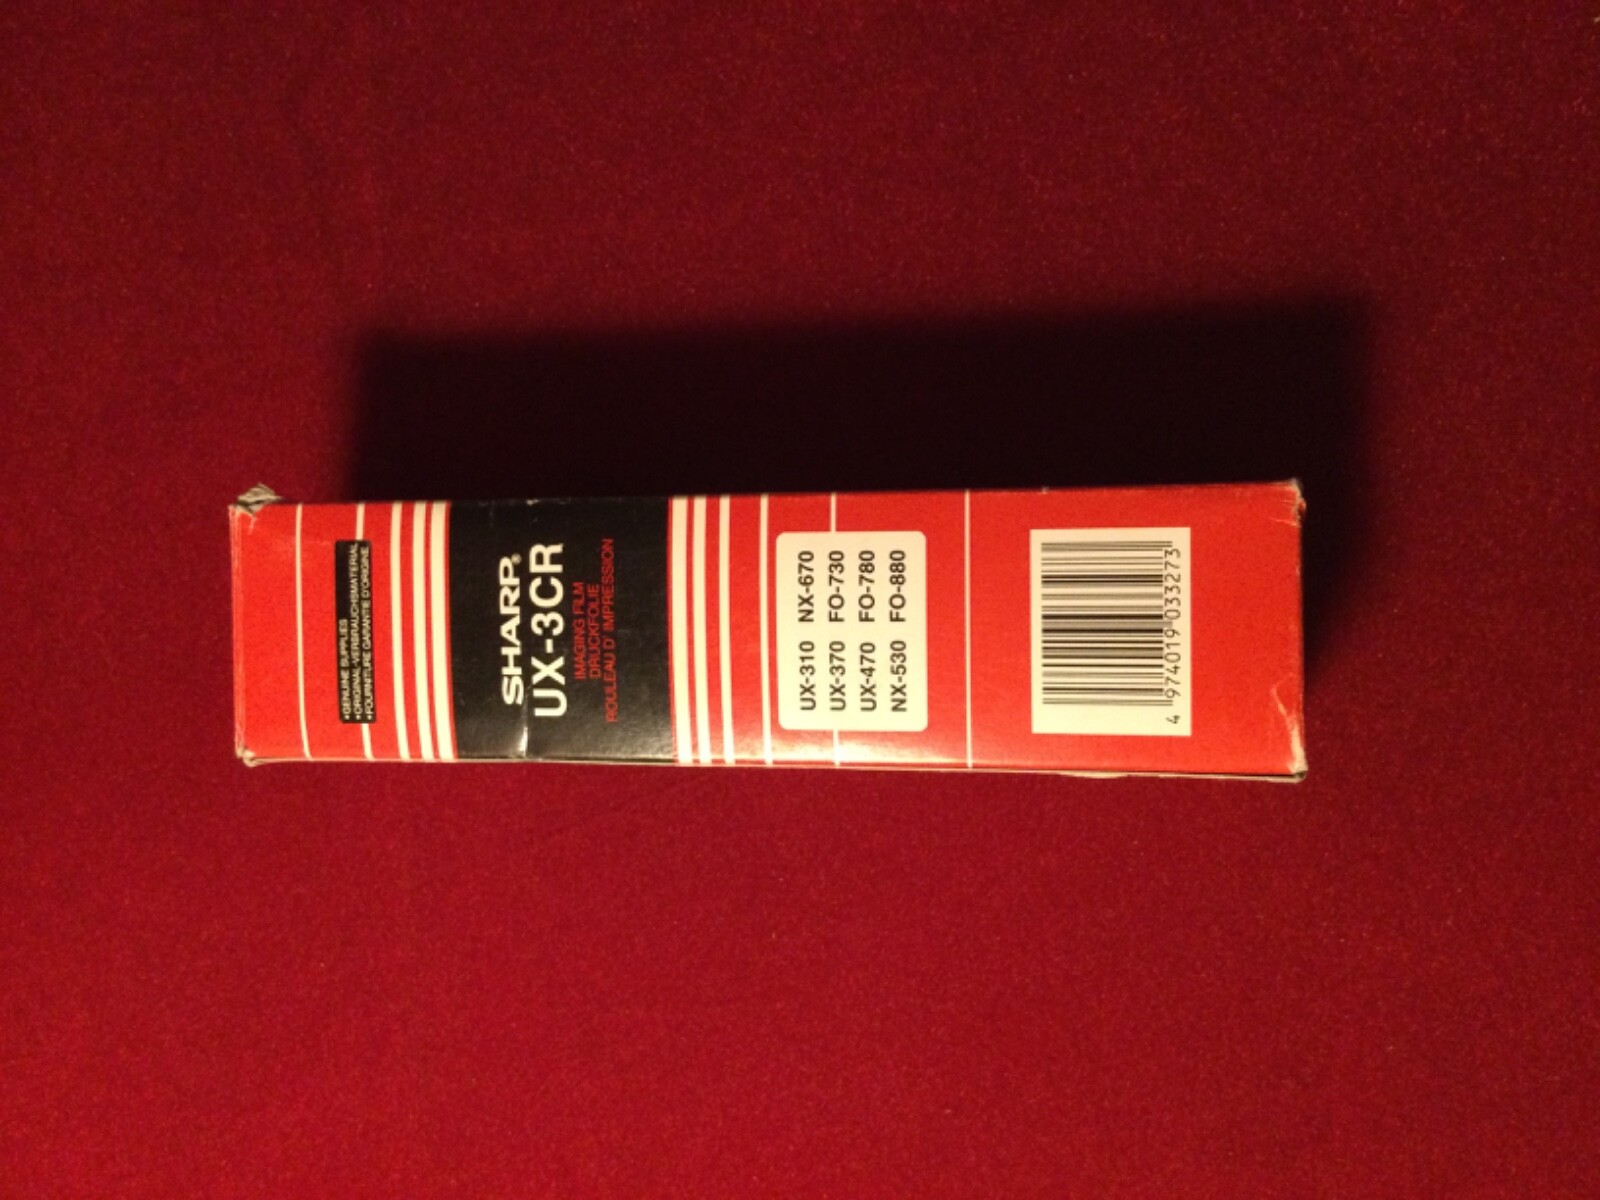 •GENUINE SUPPLIES
•ORIGINAL-VERBRAUCHSMATERIAL
•FOURNITURE GARANTIE D'ORIGINE
SHARP®
UX-3CR
IMAGING FILM
DRUCKFOLIE
ROULEAU D' IMPRESSION
UX-310 NX-670
UX-370 FO-730
UX-470 FO-780
NX-530 FO-880
4 974019 033273